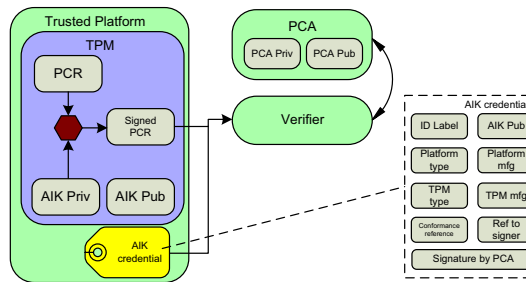 Trusted Platform
TPM
PCR
Signed
PCR
AIK Priv
AIK Pub
AIK
credential
PCA
PCA Priv
PCA Pub
Verifier
AIK credentia
ID Label
AIK Pub
Platform
type
Platform
mfg
TPM
type
TPM mfg
Conformance
reference
Ref to
signer
Signature by PCA